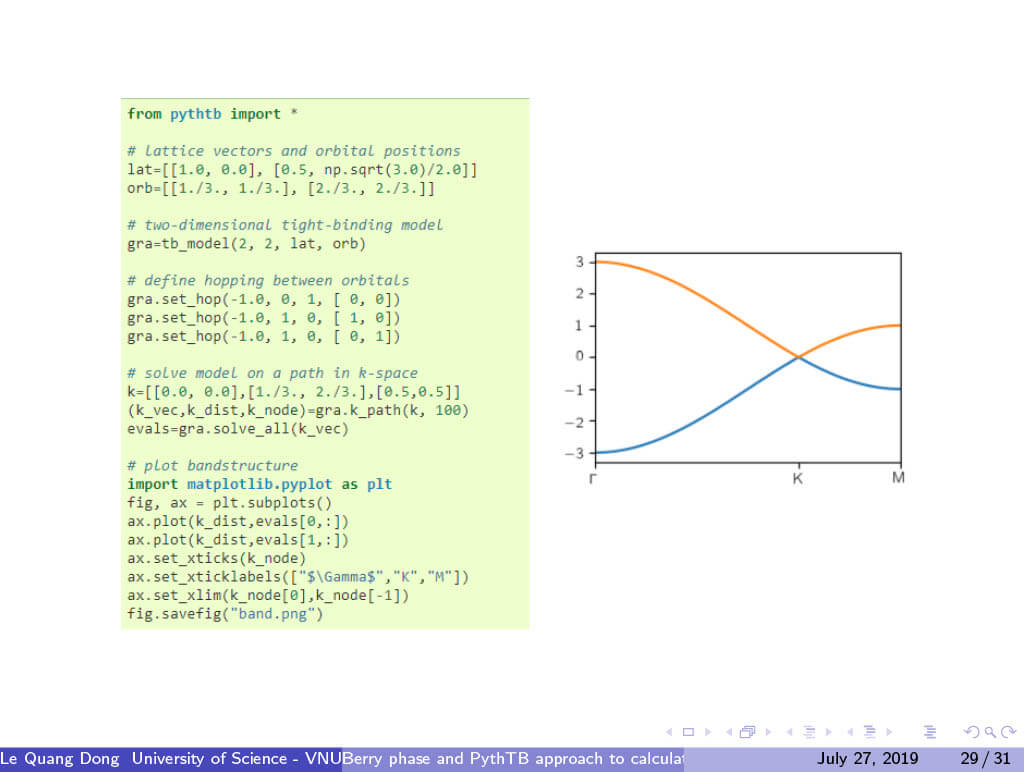 from pythtb import *
# lattice vectors and orbital positions
lat=[[1.0, 0.0], [0.5, np.sqrt(3.0)/2.0]]
orb=[[1./3., 1./3.], [2./3., 2./3.]]
# two-dimensional tight-binding model
gra=tb_model(2, 2, lat, orb)
# define hopping between orbitals
gra.set_hop(-1.0, 0, 1, [ 0, 0])
gra.set_hop(-1.0, 1, 0, [ 1, 0])
gra.set_hop(-1.0, 1, 0, [ 0, 1])
# solve model on a path in k-space
k=[[0.0, 0.0],[1./3., 2./3.],[0.5,0.5]]
(k_vec,k_dist,k_node)=gra.k_path(k, 100)
evals=gra.solve_all(k_vec)
# plot bandstructure
import matplotlib.pyplot as plt
fig, ax = plt.subplots()
ax.plot(k_dist,evals[0,:])
ax.plot(k_dist,evals[1,:])
ax.set_xticks(k_node)
ax.set_xticklabels(["$\Gamma$","K","M"])
ax.set_xlim(k_node[0],k_node[-1])
fig.savefig("band.png")
3
2
1
0
−1
−2
−3
Γ K M
Le Quang Dong University of Science - VNU Berry phase and PythTB approach to calculat July 27, 2019 29 / 31